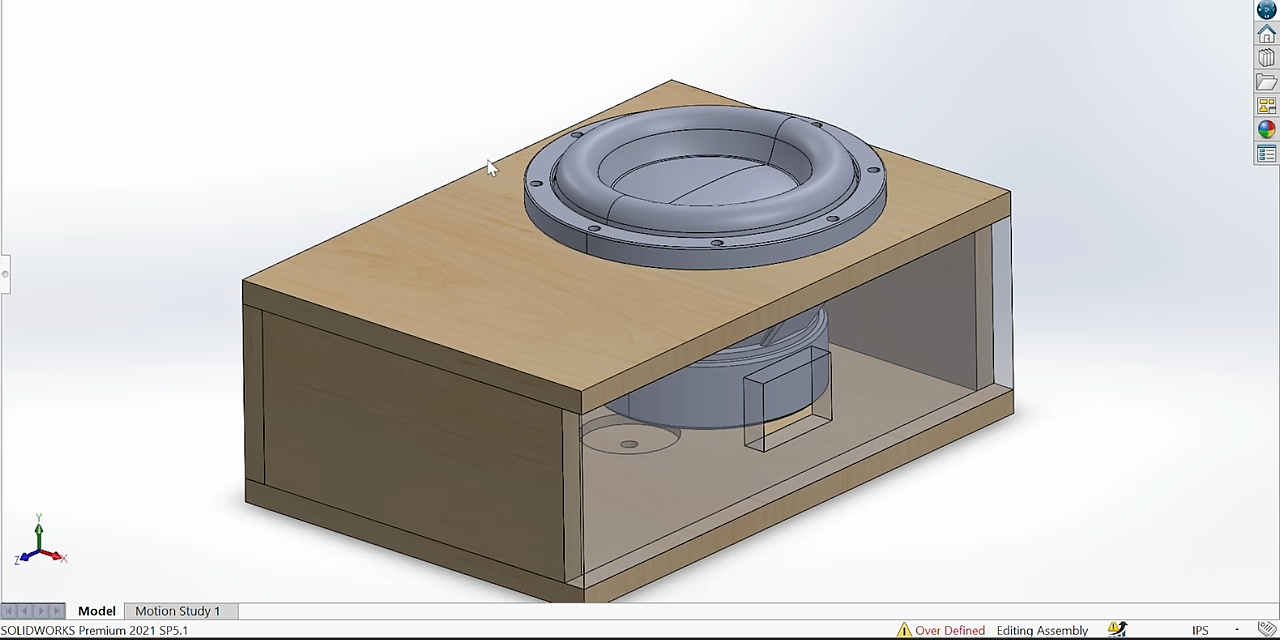 Y
Z
X
Model
Motion Study 1
SOLIDWORKS Premium 2021 SP5.1
Over Defined
Editing Assembly
IPS